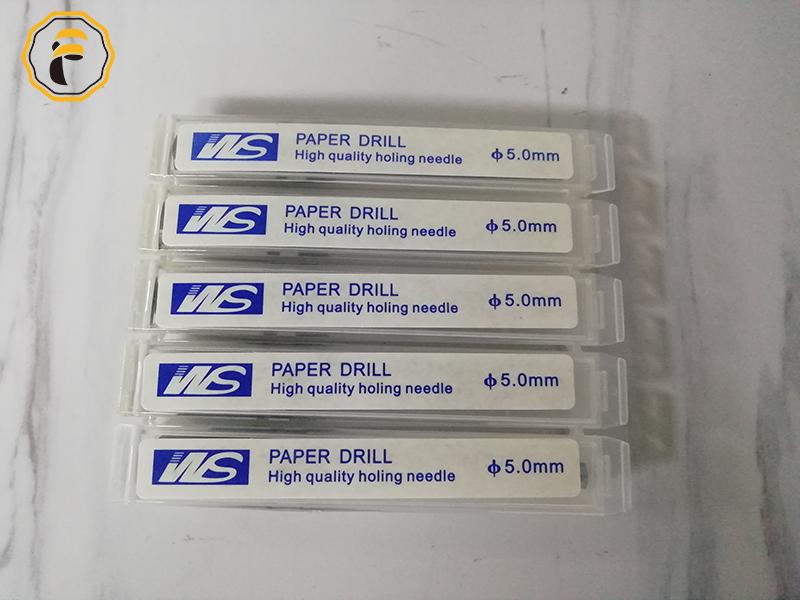 WS
PAPER DRILL
High quality holing needle
ф5.0mm
WS
PAPER DRILL
High quality holing needle
ф5.0mm
WS
PAPER DRILL
High quality holing needle
ф5.0mm
WS
PAPER DRILL
High quality holing needle
ф5.0mm
WS
PAPER DRILL
High quality holing needle
ф5.0mm